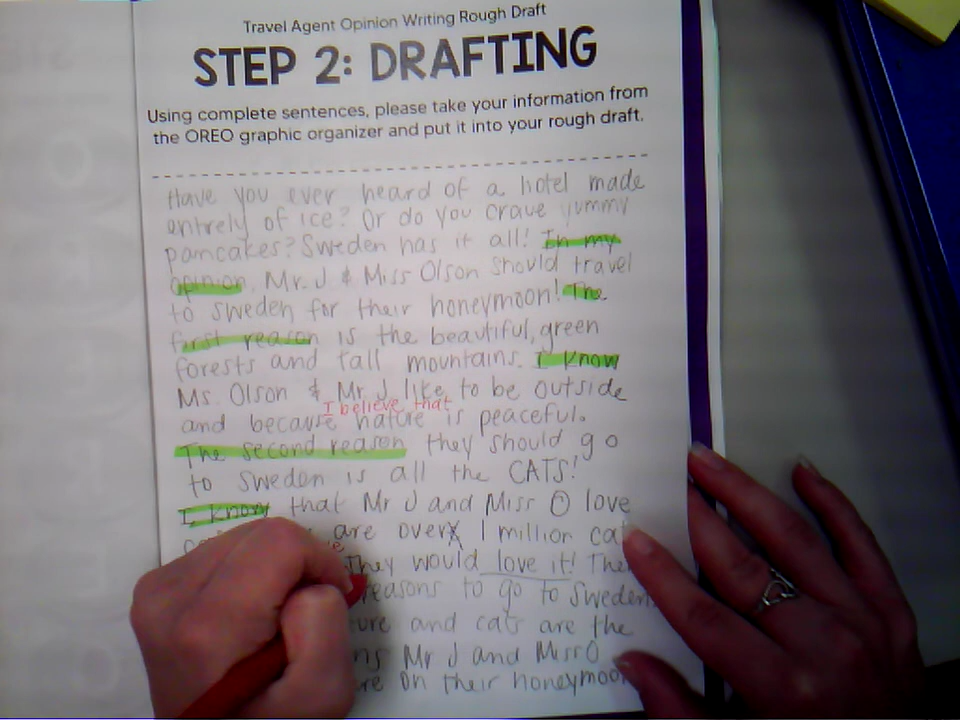 Travel Agent Opinion Writing Rough Draft
STEP 2: DRAFTING
Using complete sentences, please take your information from
the OREO graphic organizer and put it into your rough draft.
Have you ever heard of a hotel made
entirely of ice? Or do you crave yummy
pancakes? Sweden has it all! In my
opinion, Mr. J & Miss Olson should travel
to sweden for their honeymoon! The
first reason is the beautiful, green
forests and tall mountains. I know
Ms. Olson & Mr. J like to be outside
I believe that
and because nature is peaceful.
The second reason they should go
to Sweden is all the CATS!
I know that Mr J and Miss O love
are over 1 million
They would love it!
reasons to go to Sweden
and cats are the
Mr J and Miss O
on their honeymoon